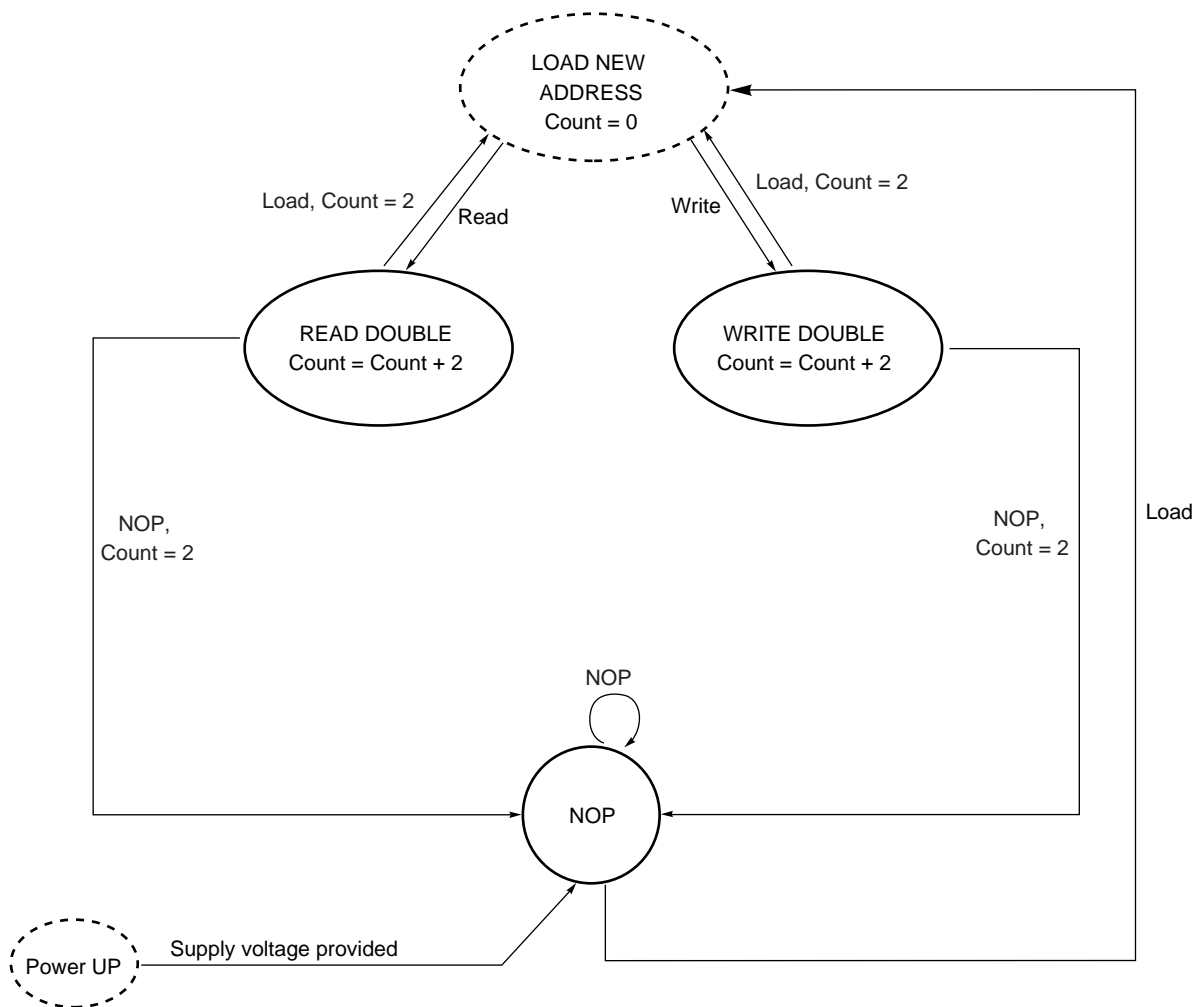 LOAD NEW
ADDRESS
Count = 0
Load, Count = 2
Read
Write
Load, Count = 2
READ DOUBLE
Count = Count + 2
WRITE DOUBLE
Count = Count + 2
NOP,
Count = 2
NOP,
Count = 2
Load
NOP
NOP
Supply voltage provided
Power UP